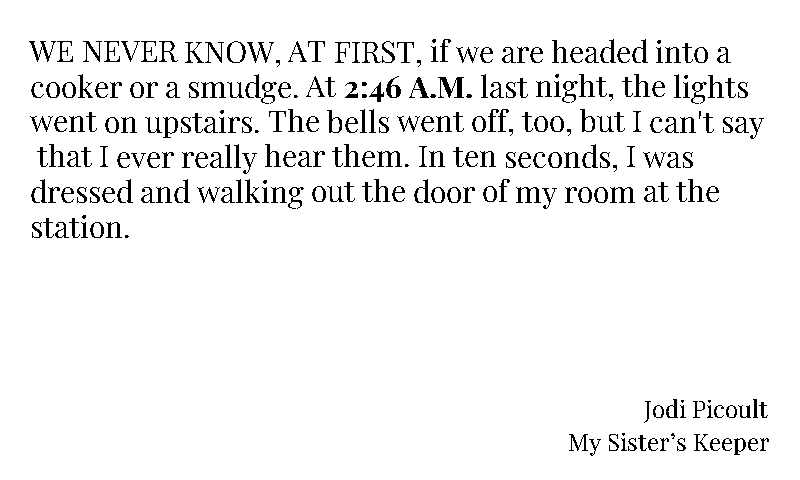 WE NEVER KNOW, AT FIRST, if we are headed into a
cooker or a smudge. At 2:46 A.M. last night, the lights
went on upstairs. The bells went off, too, but I can't say
that I ever really hear them. In ten seconds, I was
dressed and walking out the door of my room at the
station.
Jodi Picoult
My Sister’s Keeper